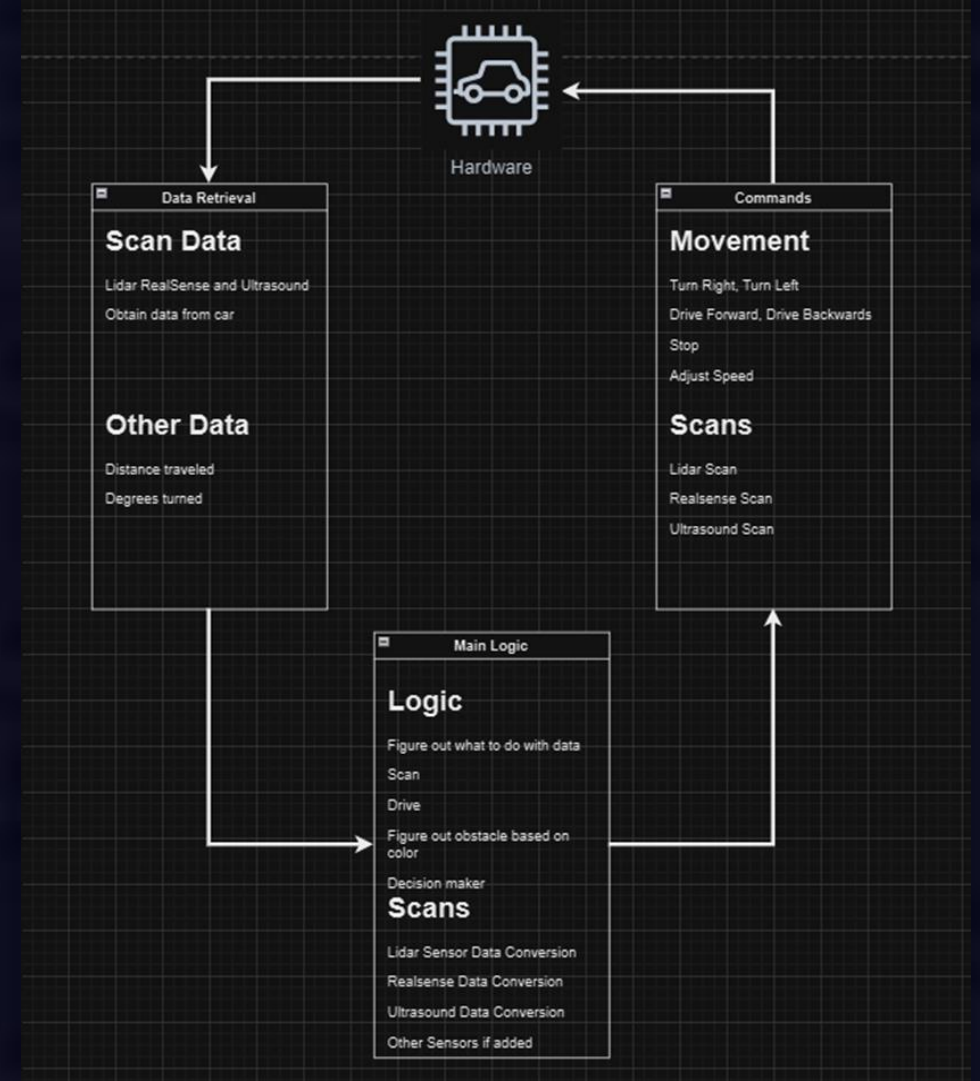 Hardware
Data Retrieval
Scan Data
Lidar RealSense and Ultrasound
Obtain data from car
Other Data
Distance traveled
Degrees turned
Commands
Movement
Turn Right, Turn Left
Drive Forward, Drive Backwards
Stop
Adjust Speed
Scans
Lidar Scan
Realsense Scan
Ultrasound Scan
Main Logic
Logic
Figure out what to do with data
Scan
Drive
Figure out obstacle based on
color
Decision maker
Scans
Lidar Sensor Data Conversion
Realsense Data Conversion
Ultrasound Data Conversion
Other Sensors if added